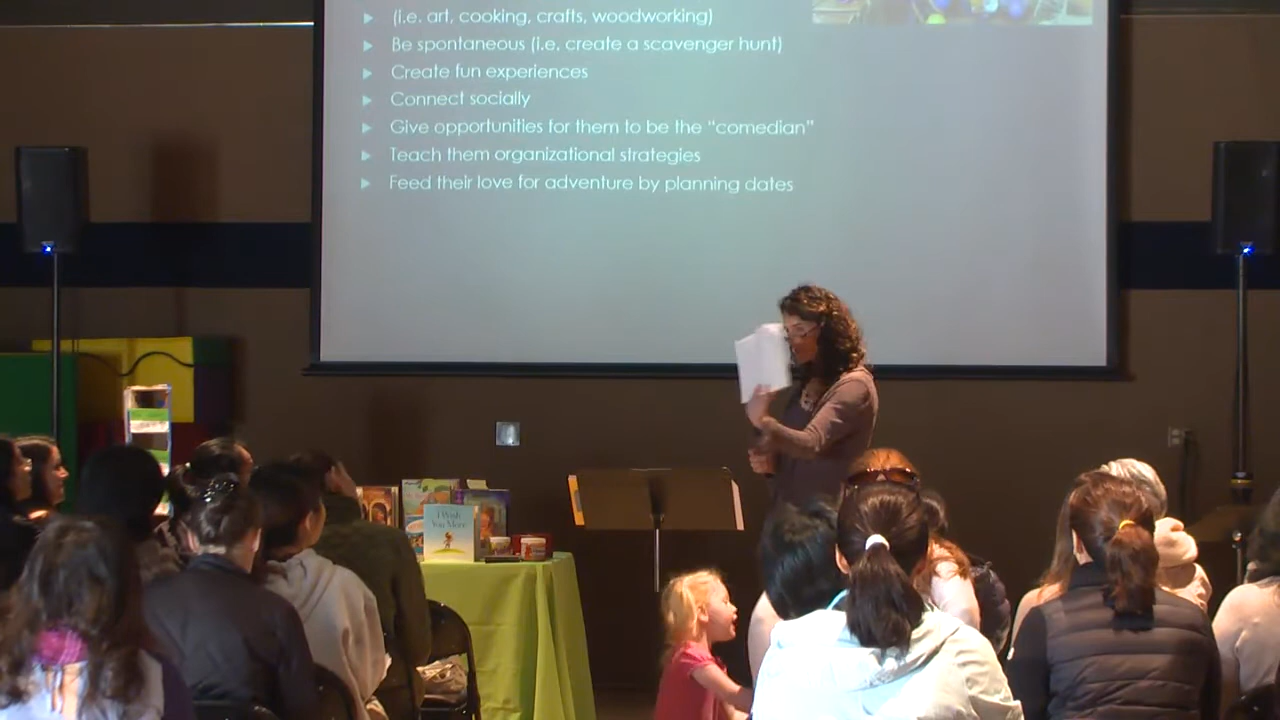 (i.e. art, cooking, crafts, woodworking)
Be spontaneous (i.e. create a scavenger hunt)
Create fun experiences
Connect socially
Give opportunities for them to be the “comedian”
Teach them organizational strategies
Feed their love for adventure by planning dates
I Wish
You More